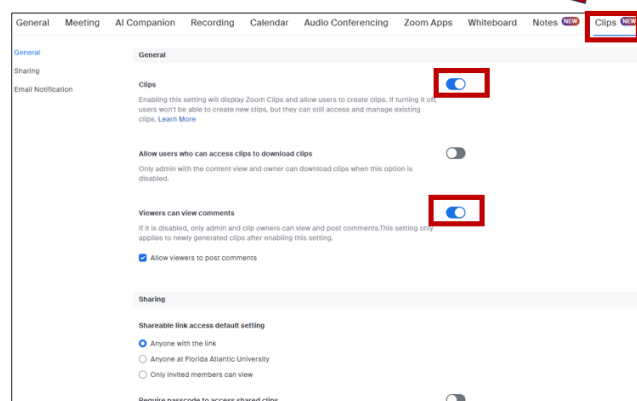 General Meeting AI Companion Recording Calendar Audio Conferencing Zoom Apps Whiteboard Notes NEW Clips NEW
General
Sharing
Email Notification
General
Clips
Enabling this setting will display Zoom Clips and allow users to create clips. If turning it off,
users won't be able to create new clips, but they can still access and manage existing
clips. Learn More
Allow users who can access clips to download clips
Only admin with the content view and owner can download clips when this option is
disabled.
Viewers can view comments
If it is disabled, only admin and clip owners can view and post comments.This setting only
applies to newly generated clips after enabling this setting.
Allow viewers to post comments
Sharing
Shareable link access default setting
Anyone with the link
Anyone at Florida Atlantic University
Only invited members can view
Require passcode to access shared clips